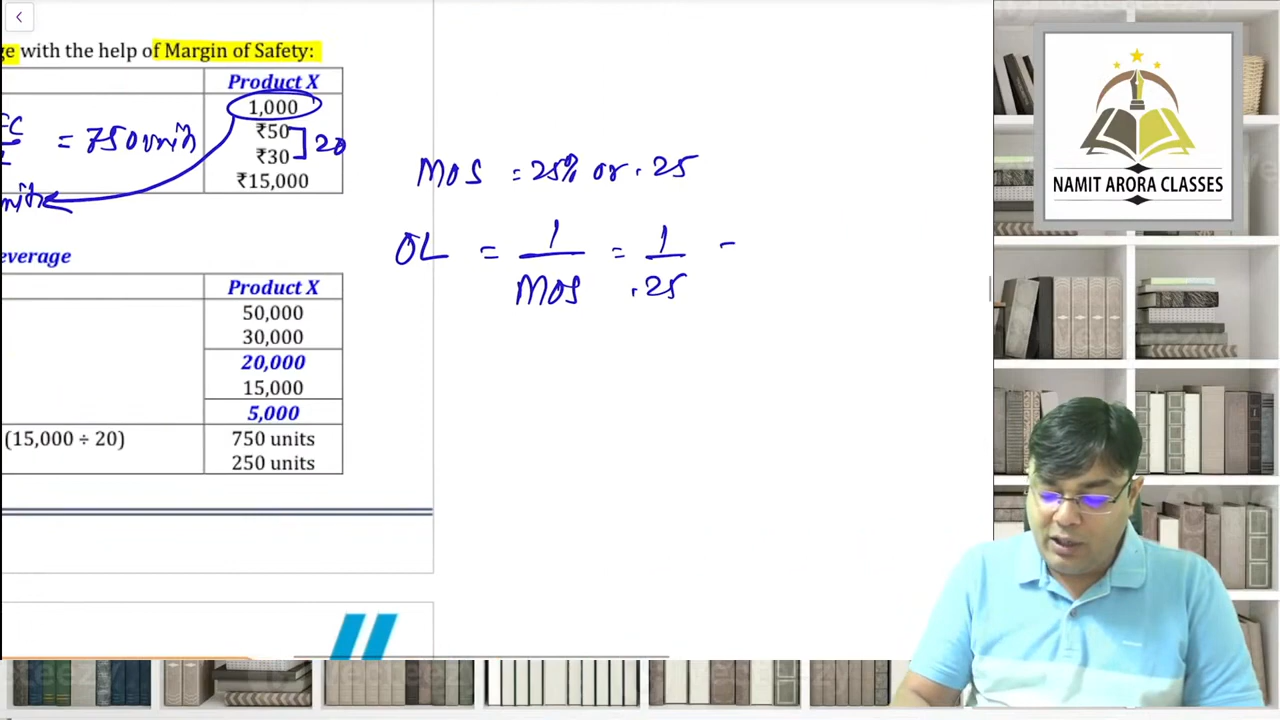 ge with the help of Margin of Safety:
Product X
1,000
₹50
₹30
₹15,000
= 750 units
20
everage
Product X
50,000
30,000
20,000
15,000
5,000
(15,000 ÷ 20) 750 units
250 units
MOS = 25% or .25
OL = 1/MOS = 1/.25 =
NAMIT ARORA CLASSES